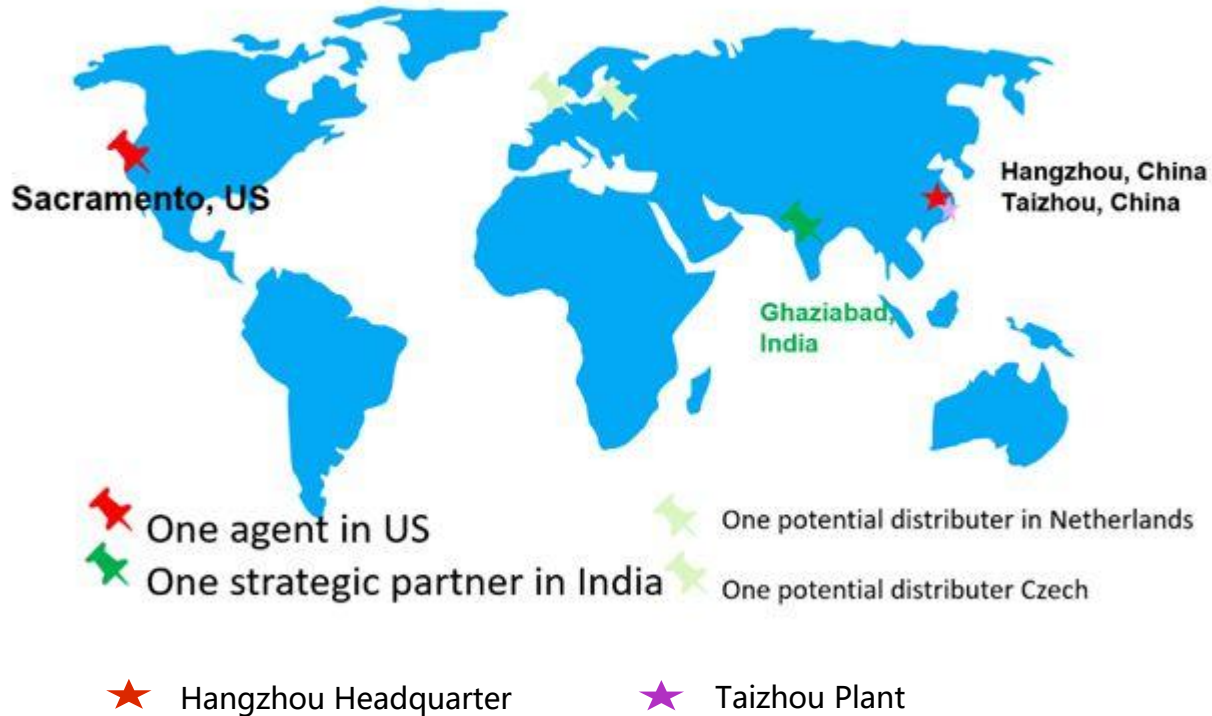 Sacramento, US
Hangzhou, China
Taizhou, China
Ghaziabad,
India
One agent in US
One strategic partner in India
One potential distributer in Netherlands
One potential distributer Czech
Hangzhou Headquarter
Taizhou Plant